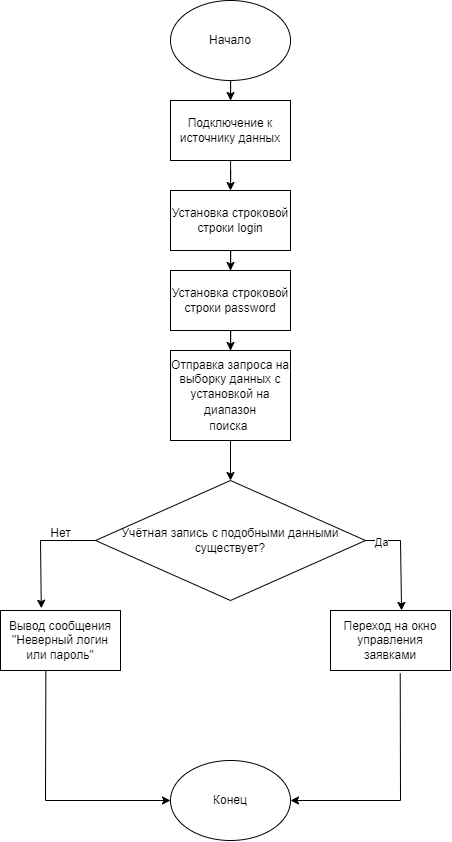 Начало
Подключение к
источнику данных
Установка строковой
строки login
Установка строковой
строки password
Отправка запроса на
выборку данных с
установкой на
диапазон
поиска
Учётная запись с подобными данными
существует?
Нет
Да
Вывод сообщения
"Неверный логин
или пароль"
Переход на окно
управления
заявками
Конец